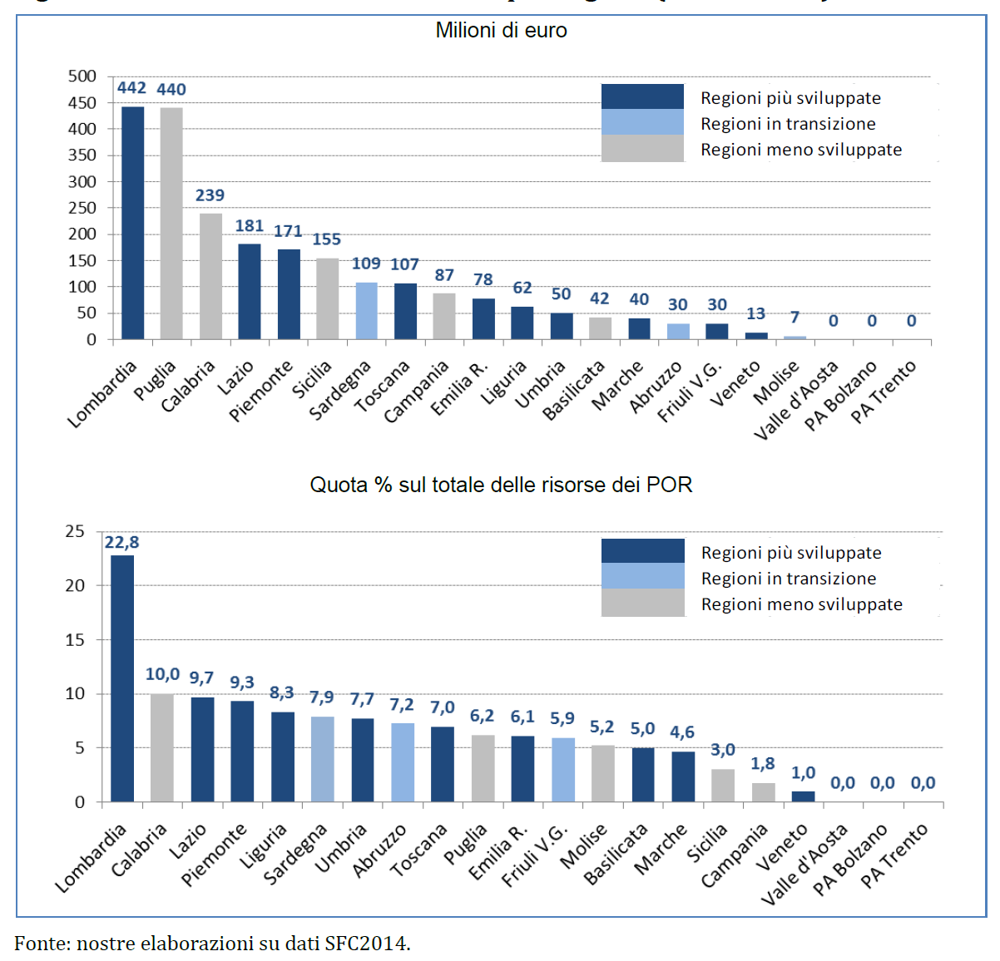 Milioni di euro
500
450
400
350
300
250
200
150
100
50
0
442
440
239
181
171
155
109
107
87
78
62
50
42
40
30
30
13
7
0
0
0
Regioni più sviluppate
Regioni in transizione
Regioni meno sviluppate
Lombardia
Puglia
Calabria
Lazio
Piemonte
Sicilia
Sardegna
Toscana
Campania
Emilia R.
Liguria
Umbria
Basilicata
Marche
Abruzzo
Friuli V.G.
Veneto
Molise
Valle d'Aosta
PA Bolzano
PA Trento
Quota % sul totale delle risorse dei POR
25
20
15
10
5
0
22,8
10,0
9,7
9,3
8,3
7,9
7,7
7,2
7,0
6,2
6,1
5,9
5,2
5,0
4,6
3,0
1,8
1,0
0,0
0,0
0,0
Regioni più sviluppate
Regioni in transizione
Regioni meno sviluppate
Lombardia
Calabria
Lazio
Piemonte
Liguria
Sardegna
Umbria
Abruzzo
Toscana
Puglia
Emilia R.
Friuli V.G.
Molise
Basilicata
Marche
Sicilia
Campania
Veneto
Valle d'Aosta
PA Bolzano
PA Trento
Fonte: nostre elaborazioni su dati SFC2014.